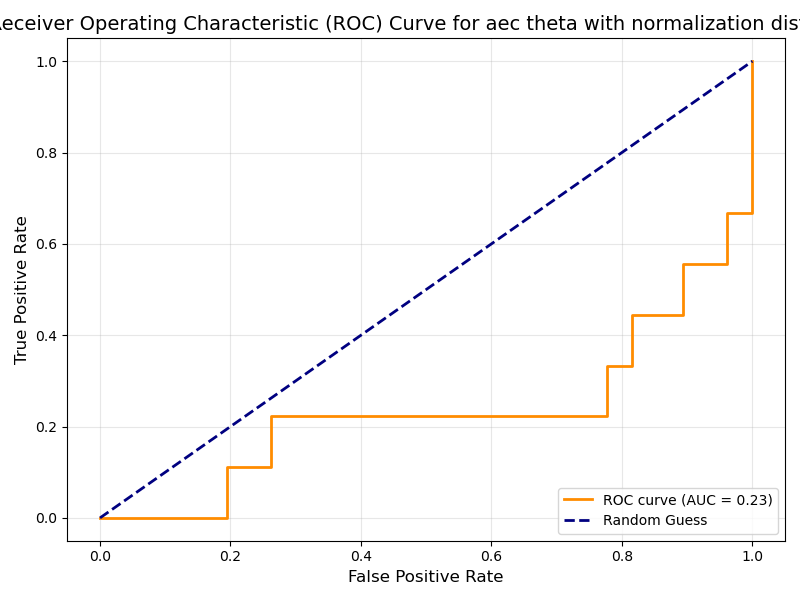 eceiver Operating Characteristic (ROC) Curve for aec theta with normalization dis
1.0
0.8
0.6
0.4
0.2
0.0
True Positive Rate
0.0 0.2 0.4 0.6 0.8 1.0
False Positive Rate
ROC curve (AUC = 0.23)
Random Guess